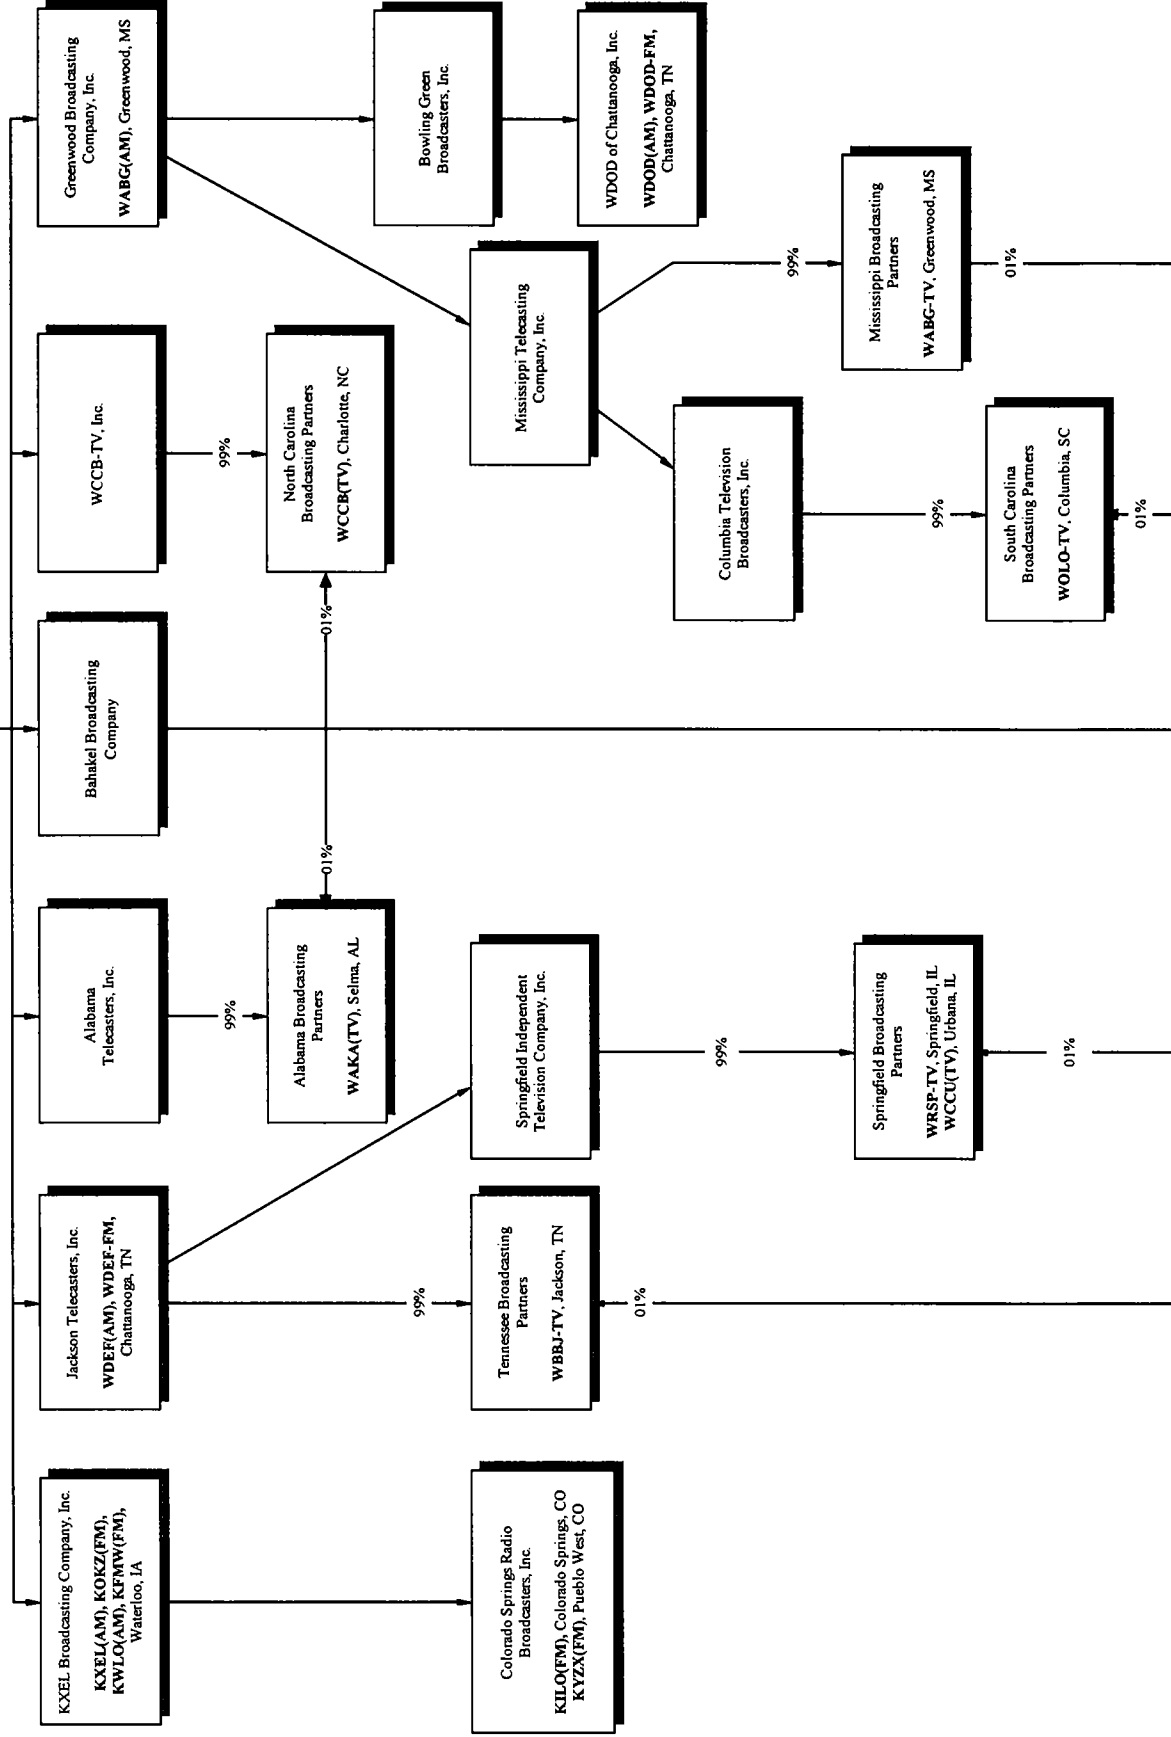 KXEL Broadcasting Company, Inc.
KXEL(AM), KOKZ(FM),
KWLO(AM), KFMW(FM),
Waterloo, IA
Jackson Telecasters, Inc.
WDEF(AM), WDEF-FM,
Chattanooga, TN
Alabama
Telecasters, Inc.
Bahakel Broadcasting
Company
WCCB-TV, Inc.
Greenwood Broadcasting
Company, Inc.
WABG(AM), Greenwood, MS
99%
99%
Alabama Broadcasting
Partners
WAKA(TV), Selma, AL
01%
01%
North Carolina
Broadcasting Partners
WCCB(TV), Charlotte, NC
99%
Bowling Green
Broadcasters, Inc.
Colorado Springs Radio
Broadcasters, Inc.
KILO(FM), Colorado Springs, CO
KYZX(FM), Pueblo West, CO
Tennessee Broadcasting
Partners
WBBJ-TV, Jackson, TN
Springfield Independent
Television Company, Inc.
Mississippi Telecasting
Company, Inc.
WDOD of Chattanooga, Inc.
WDOD(AM), WDOD-FM,
Chattanooga, TN
01%
99%
Columbia Television
Broadcasters, Inc.
99%
Springfield Broadcasting
Partners
WRSP-TV, Springfield, IL
WCCU(TV), Urbana, IL
Mississippi Broadcasting
Partners
WABG-TV, Greenwood, MS
99%
South Carolina
Broadcasting Partners
WOLO-TV, Columbia, SC
01%
01%
01%